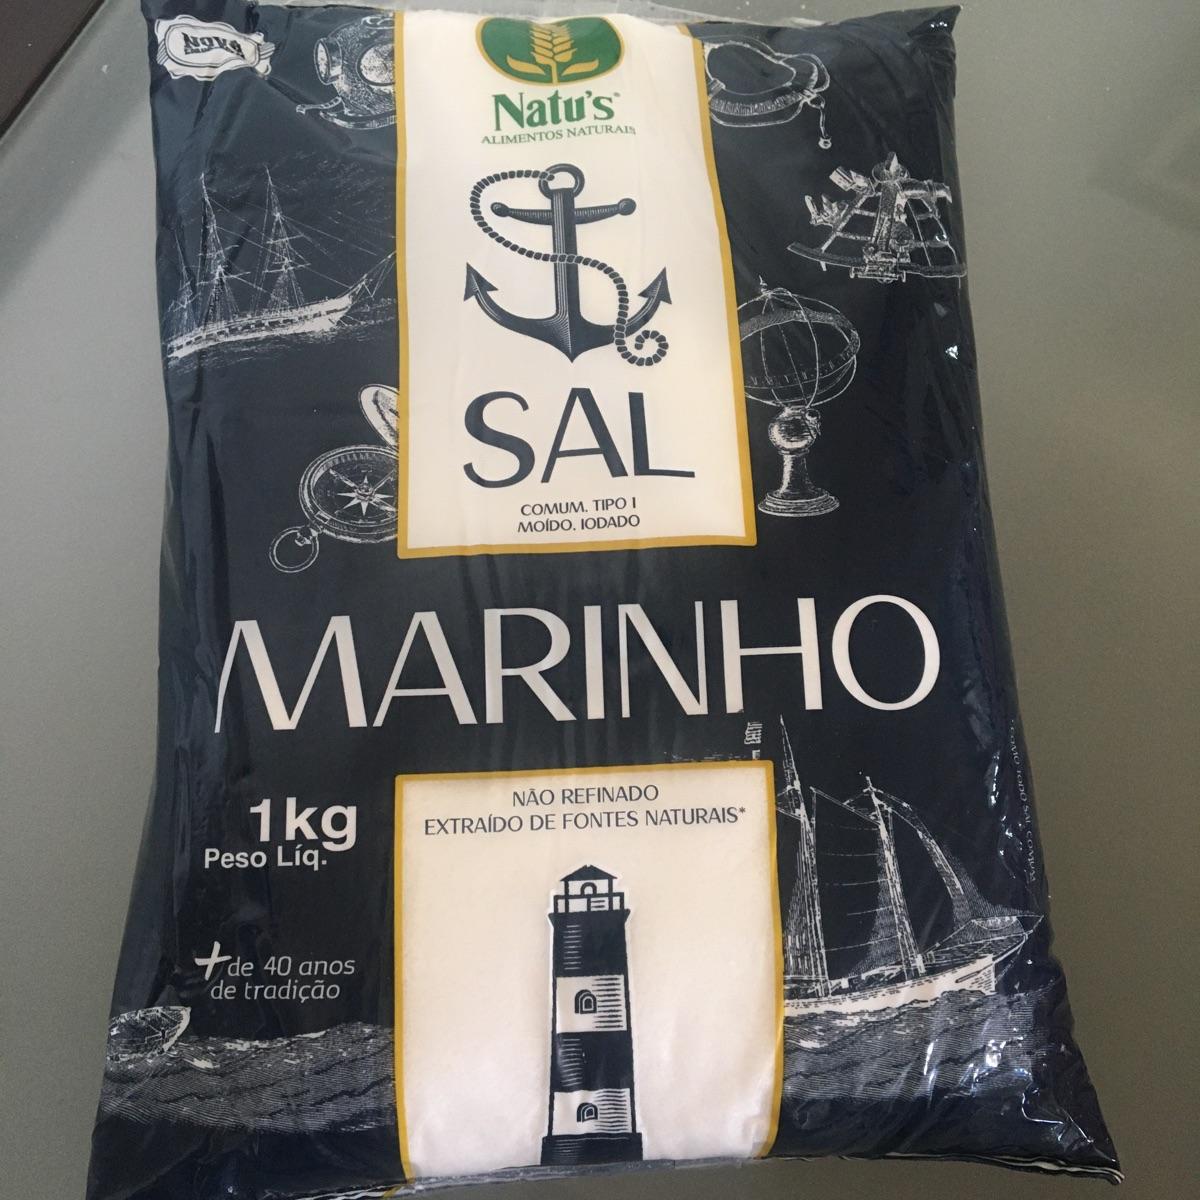 NOVA
Natu's®
ALIMENTOS NATURAIS
SAL
COMUM. TIPO 1
MOÍDO. IODADO
MARINHO
1kg
Peso Líq.
NÃO REFINADO
EXTRAÍDO DE FONTES NATURAIS*
+ de 40 anos
de tradição